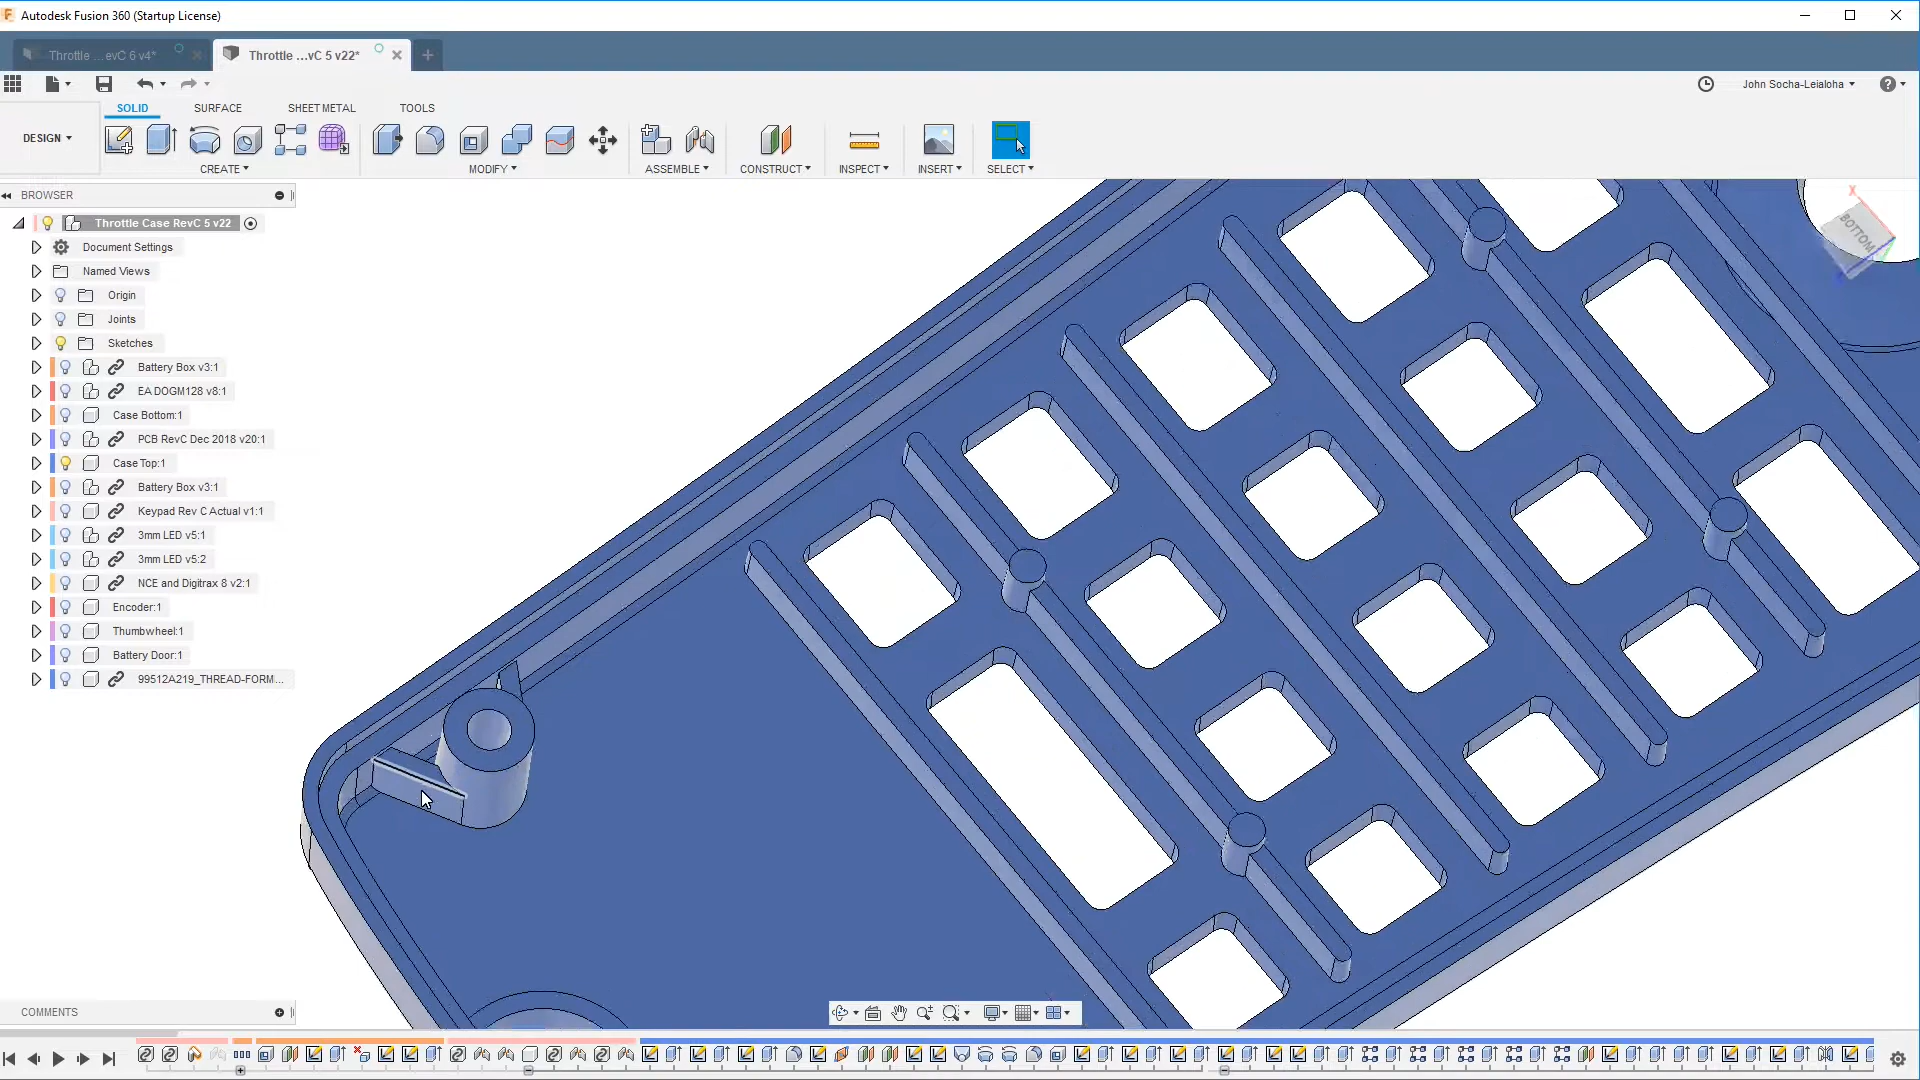 Autodesk Fusion 360 (Startup License)
Throttle ...evC 6 v4*
Throttle ...vC 5 v22*
John Socha-Leialoha
SOLID SURFACE SHEET METAL TOOLS
DESIGN
CREATE MODIFY ASSEMBLE CONSTRUCT INSPECT INSERT SELECT
BROWSER
Throttle Case RevC 5 v22
Document Settings
Named Views
Origin
Joints
Sketches
Battery Box v3:1
EA DOGM128 v8:1
Case Bottom:1
PCB RevC Dec 2018 v20:1
Case Top:1
Battery Box v3:1
Keypad Rev C Actual v1:1
3mm LED v5:1
3mm LED v5:2
NCE and Digitrax 8 v2:1
Encoder:1
Thumbwheel:1
Battery Door:1
99512A219_THREAD-FORM...
X
BOTTOM
COMMENTS